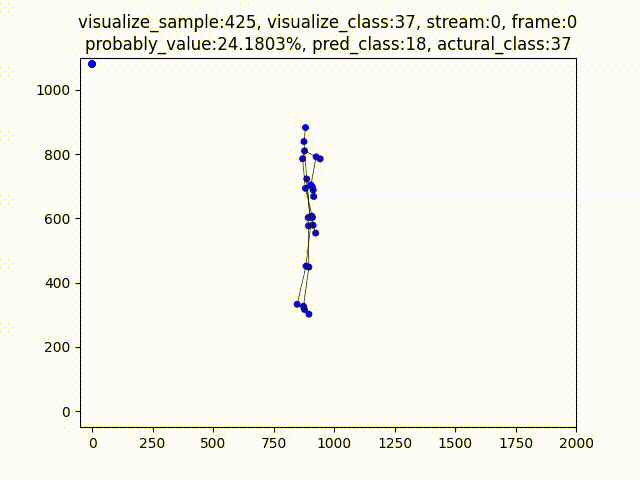 visualize_sample:425, visualize_class:37, stream:0, frame:0
probably_value:24.1803%, pred_class:18, actural_class:37
1000
800
600
400
200
0
0 250 500 750 1000 1250 1500 1750 2000